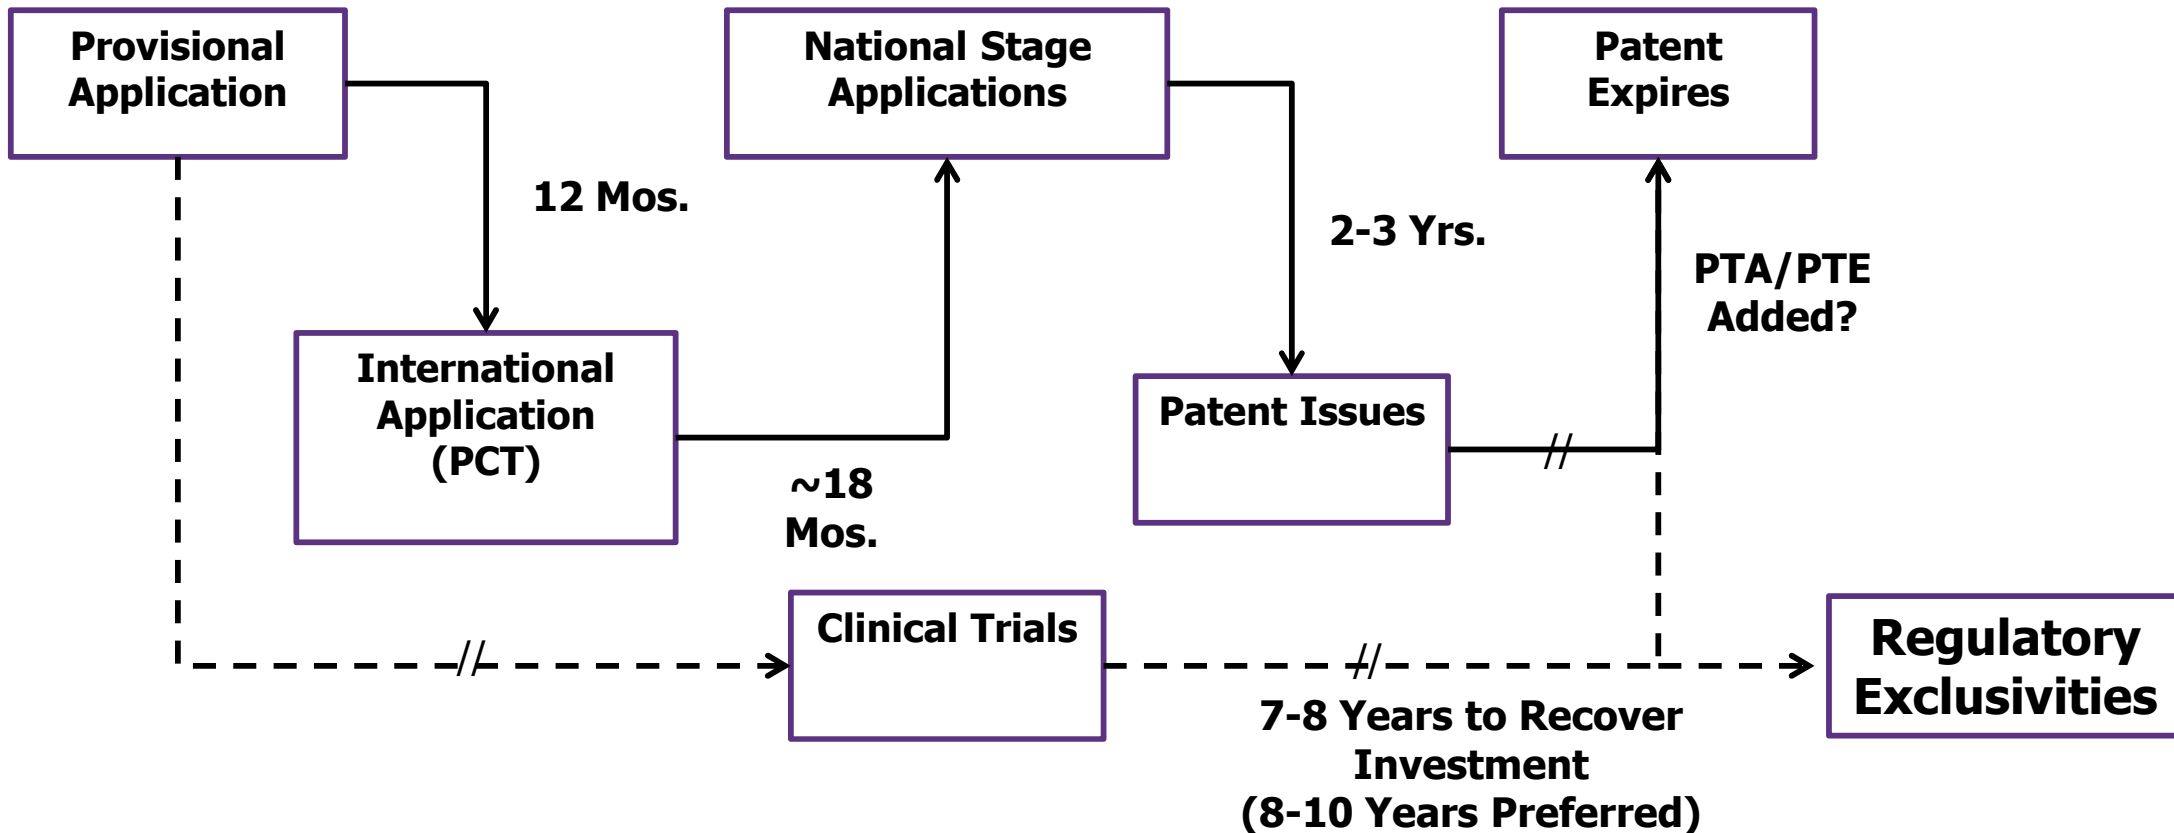 Provisional
Application
National Stage
Applications
Patent
Expires
12 Mos.
2-3 Yrs.
PTA/PTE
Added?
International
Application
(PCT)
Patent Issues
//
~18
Mos.
Clinical Trials
//
//
Regulatory
Exclusivities
7-8 Years to Recover
Investment
(8-10 Years Preferred)